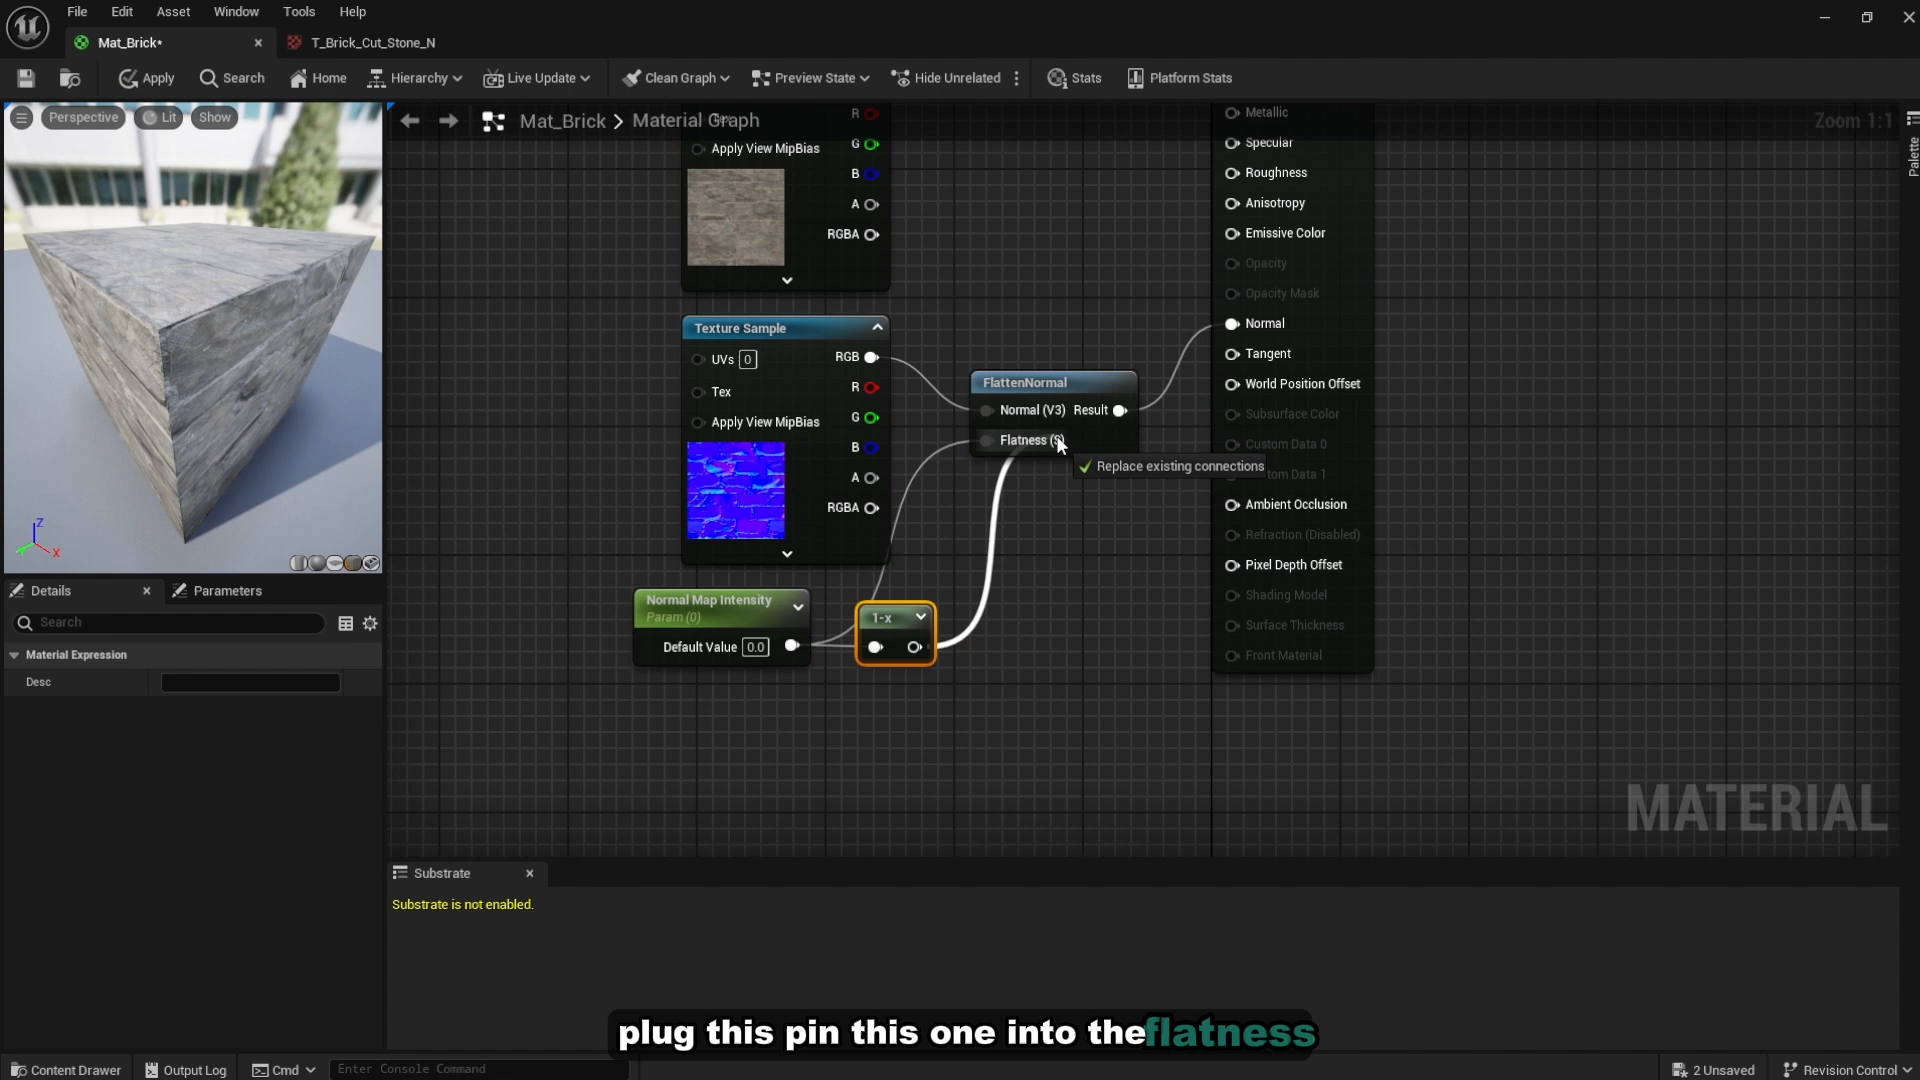 File Edit Asset Window Tools Help
Mat_Brick*
T_Brick_Cut_Stone_N
Apply
Search
Home
Hierarchy
Live Update
Clean Graph
Preview State
Hide Unrelated
Stats
Platform Stats
Perspective
Lit
Show
Mat_Brick > Material Graph
Zoom 1:1
Palette
R
Apply View MipBias G
B
A
RGBA
Metallic
Specular
Roughness
Anisotropy
Emissive Color
Opacity
Opacity Mask
Normal
Tangent
World Position Offset
Subsurface Color
Custom Data 0
tom Data 1
Ambient Occlusion
Refraction (Disabled)
Pixel Depth Offset
Shading Model
Surface Thickness
Front Material
Texture Sample
UVs 0 RGB
Tex R
Apply View MipBias G
B
A
RGBA
FlattenNormal
Normal (V3) Result
Flatness (S)
Replace existing connections
Normal Map Intensity
Param (0)
Default Value 0.0
1-x
Z
X
Details
Parameters
Search
Material Expression
Desc
MATERIAL
Substrate
Substrate is not enabled.
plug this pin this one into the flatness
Content Drawer
Output Log
Cmd
Enter Console Command
2 Unsaved
Revision Control